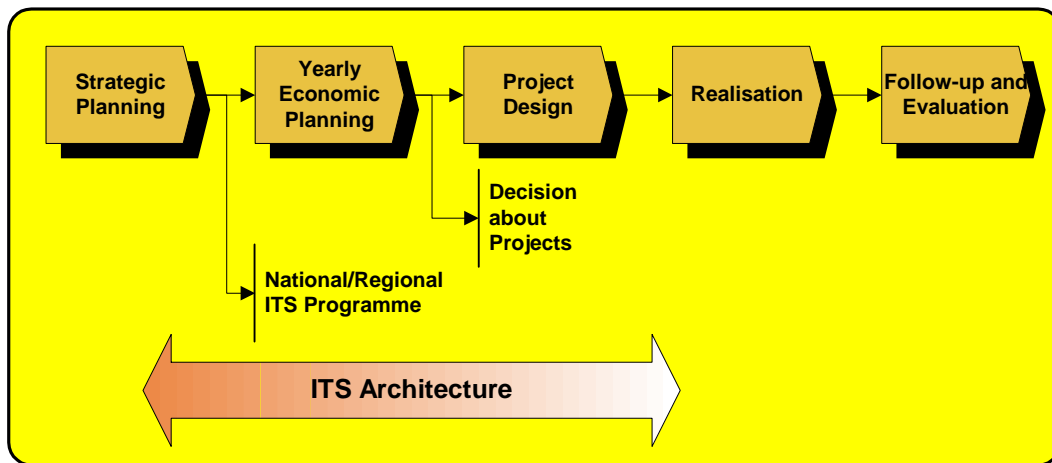 Strategic
Planning
Yearly
Economic
Planning
Project
Design
Realisation
Follow-up and
Evaluation
Decision
about
Projects
National/Regional
ITS Programme
ITS Architecture